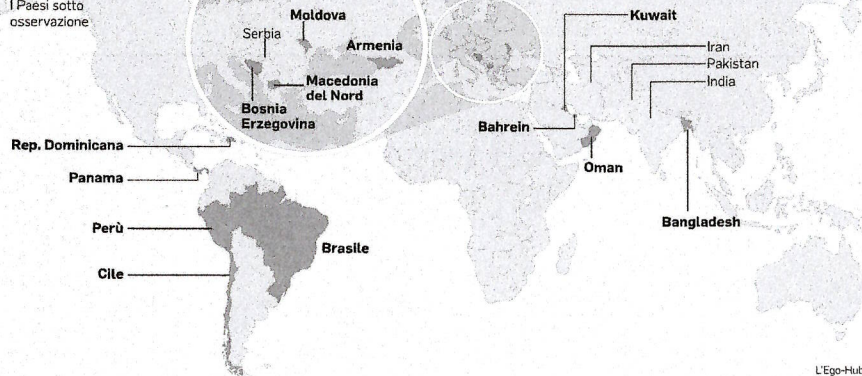 I Paesi sotto
osservazione
Moldova
Serbia
Armenia
Macedonia
del Nord
Bosnia
Erzegovina
Kuwait
Iran
Pakistan
India
Bahrein
Oman
Bangladesh
Rep. Dominicana
Panama
Perù
Brasile
Cile
L'Ego-Hub